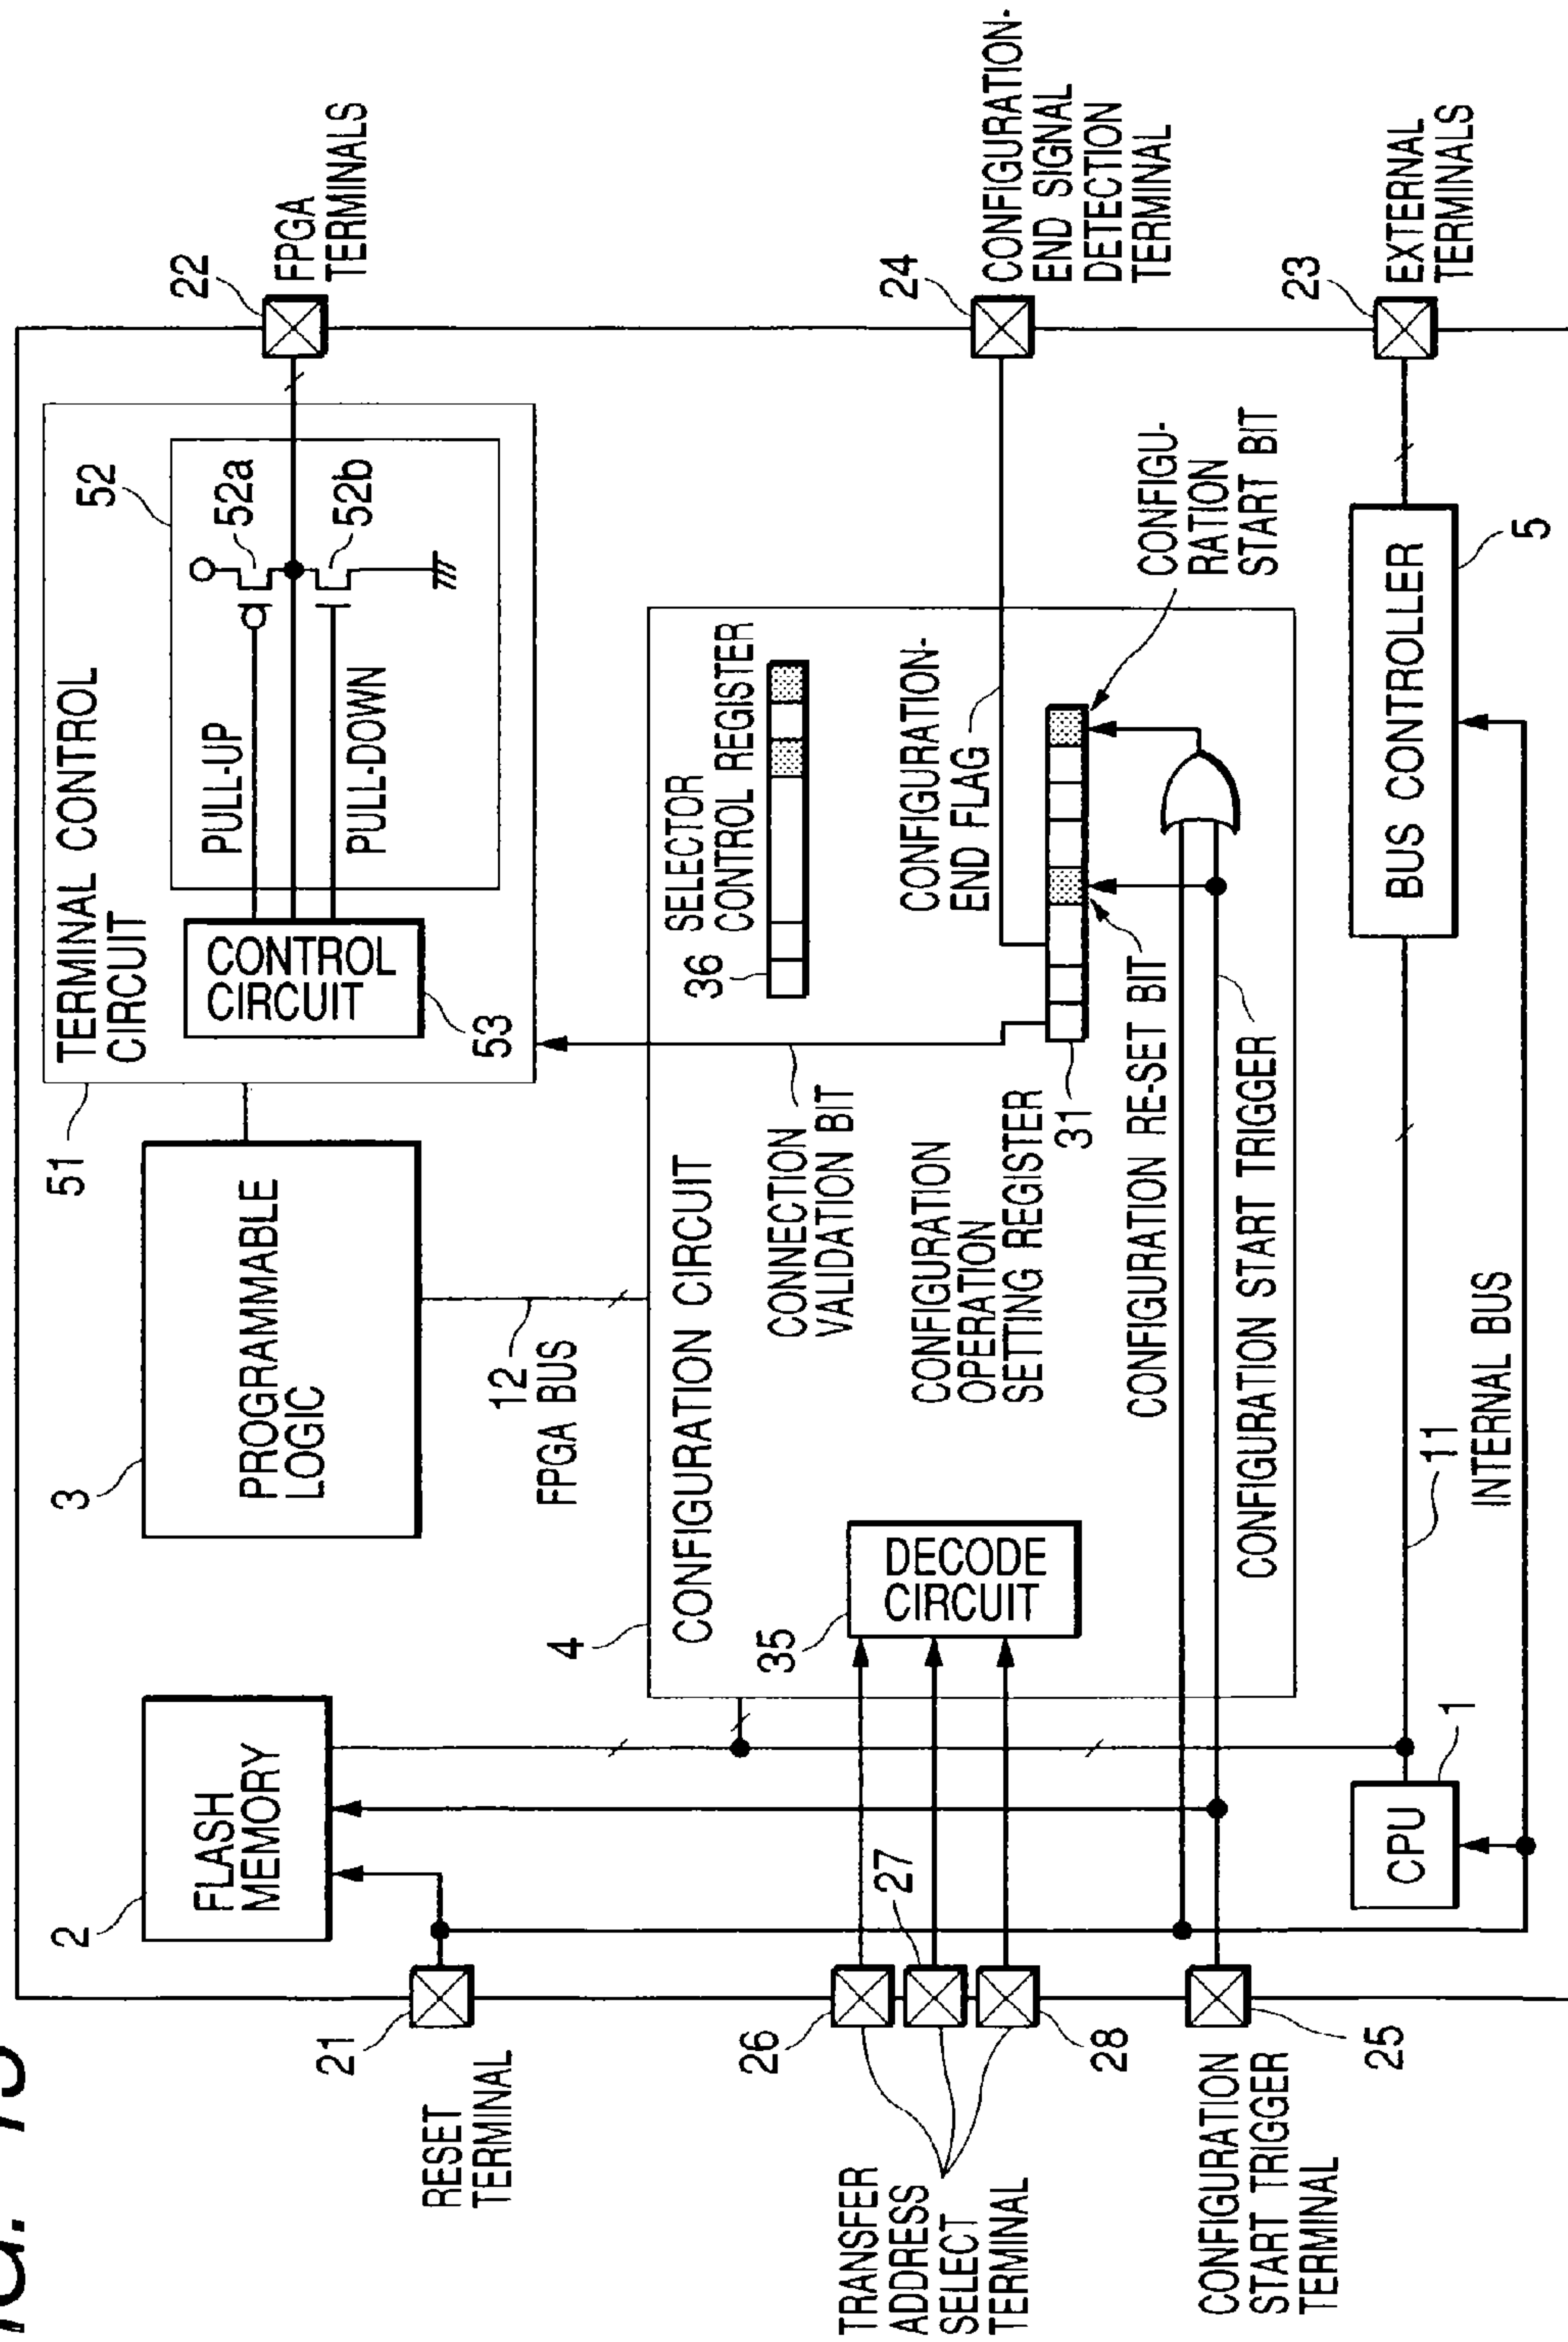 51
TERMINAL CONTROL
CIRCUIT
52
52a
52b
PULL-UP
PULL-DOWN
CONTROL
CIRCUIT
53
22
FPGA
TERMINALS
3
PROGRAMMABLE
LOGIC
2
FLASH
MEMORY
21
RESET
TERMINAL
12
FPGA BUS
4
CONFIGURATION CIRCUIT
36
SELECTOR
CONTROL REGISTER
CONNECTION
VALIDATION BIT
CONFIGURATION-
END FLAG
24
CONFIGURATION-
END SIGNAL
DETECTION
TERMINAL
35
DECODE
CIRCUIT
26
27
28
TRANSFER
ADDRESS
SELECT
TERMINAL
CONFIGURATION
OPERATION
SETTING REGISTER
31
CONFIGURATION RE-SET BIT
CONFIGURATION START TRIGGER
CONFIGU-
RATION
START BIT
25
CONFIGURATION
START TRIGGER
TERMINAL
CPU
1
11
INTERNAL BUS
BUS CONTROLLER
5
23
EXTERNAL
TERMINALS